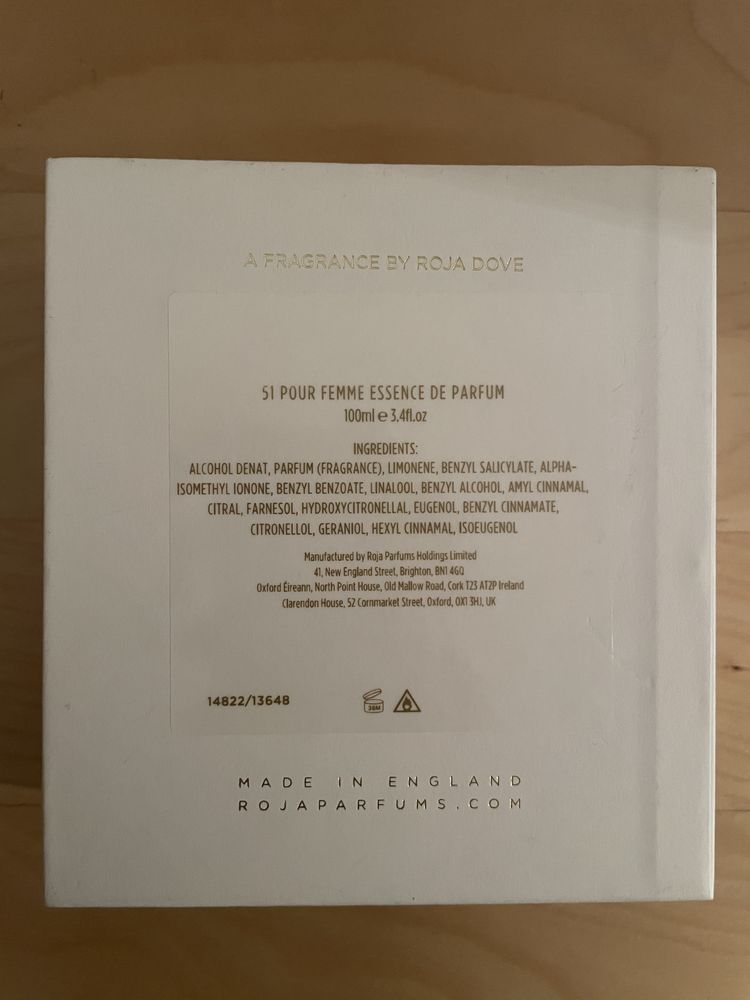 A FRAGRANCE BY ROJA DOVE
51 POUR FEMME ESSENCE DE PARFUM
100ml e 3,4fl.oz
INGREDIENTS:
ALCOHOL DENAT, PARFUM (FRAGRANCE), LIMONENE, BENZYL SALICYLATE, ALPHA-
ISOMETHYL IONONE, BENZYL BENZOATE, LINALOOL, BENZYL ALCOHOL, AMYL CINNAMAL,
CITRAL, FARNESOL, HYDROXYCITRONELLAL, EUGENOL, BENZYL CINNAMATE,
CITRONELLOL, GERANIOL, HEXYL CINNAMAL, ISOEUGENOL
Manufactured by Roja Parfums Holdings Limited
41, New England Street, Brighton, BN1 4GQ
Oxford Éireann, North Point House, Old Mallow Road, Cork T23 AT2P Ireland
Clarendon House, 52 Cornmarket Street, Oxford, OX1 3HJ, UK
14822/13648
36M
MADE IN ENGLAND
ROJAPARFUMS.COM